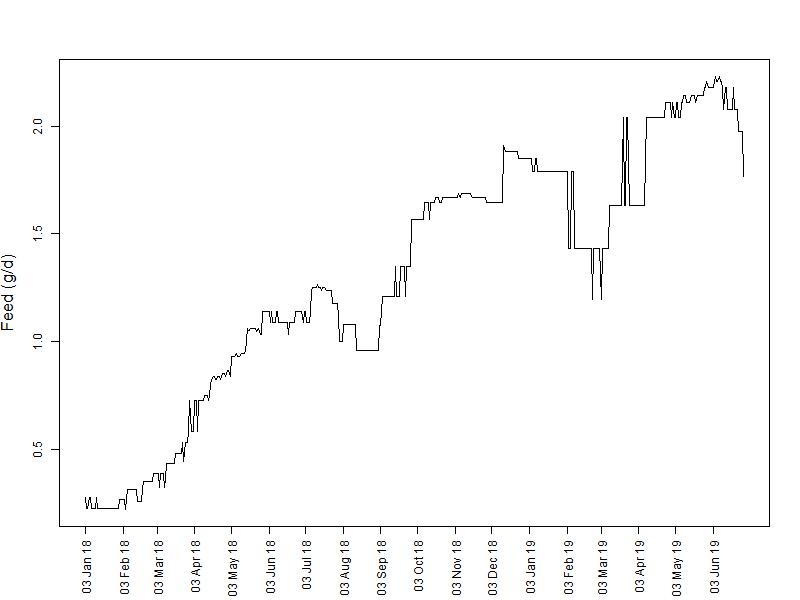 Feed (g/d)
2.0
1.5
1.0
0.5
03 Jan 18
03 Feb 18
03 Mar 18
03 Apr 18
03 May 18
03 Jun 18
03 Jul 18
03 Aug 18
03 Sep 18
03 Oct 18
03 Nov 18
03 Dec 18
03 Jan 19
03 Feb 19
03 Mar 19
03 Apr 19
03 May 19
03 Jun 19